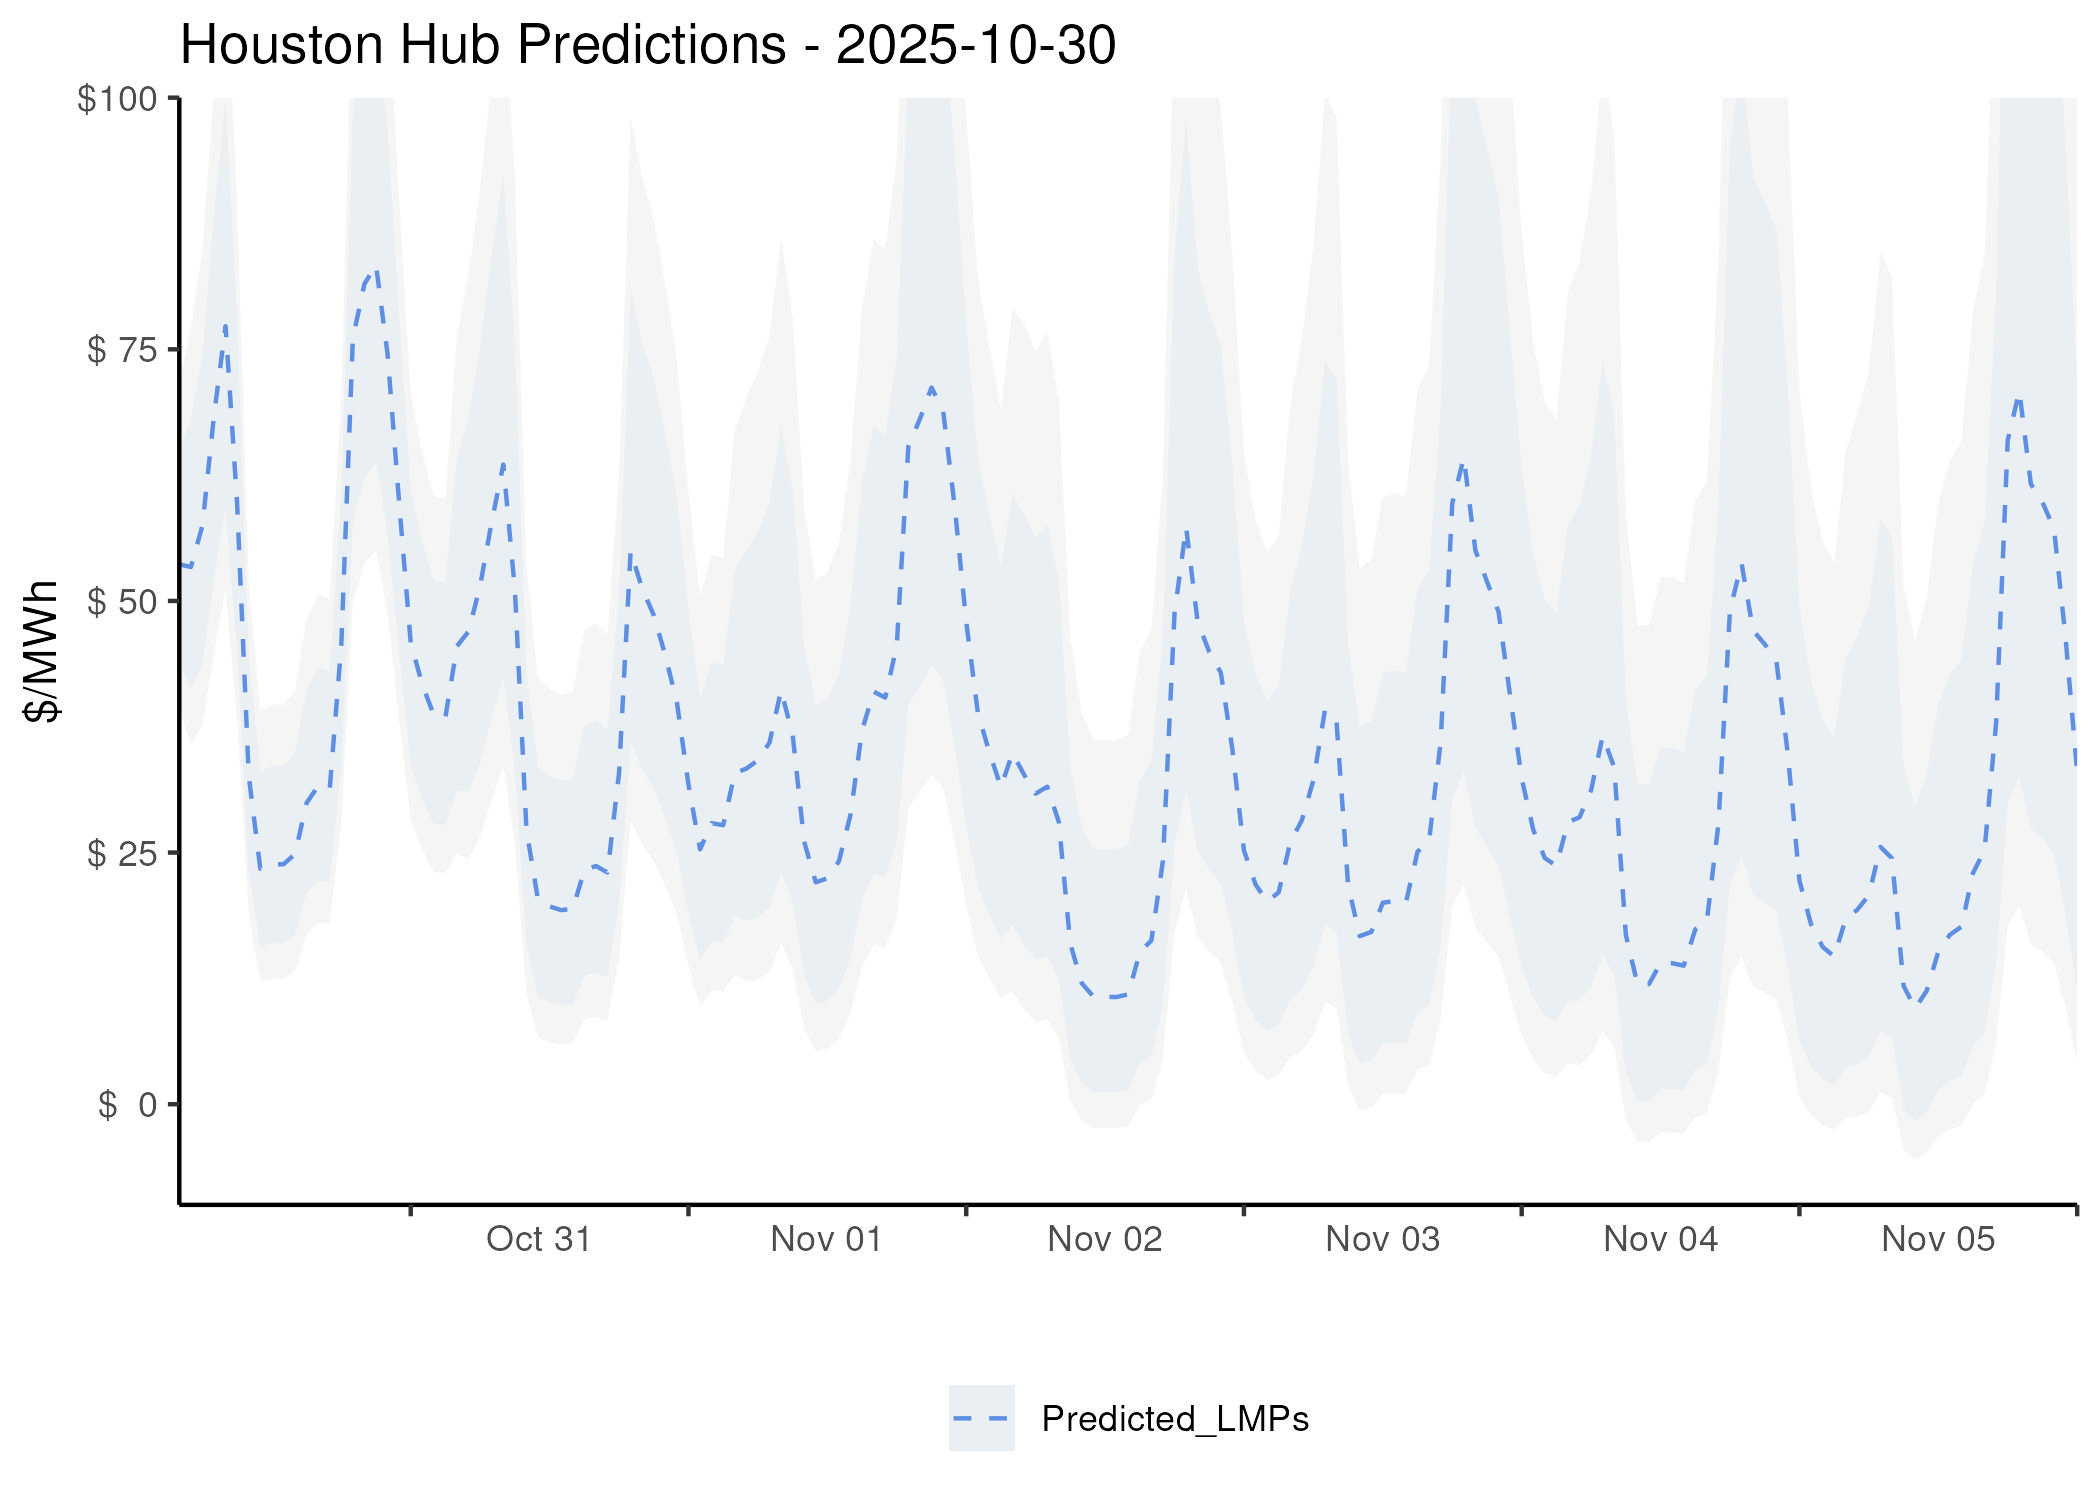 Houston Hub Predictions - 2025-10-30
$100
$ 75
$ 50
$ 25
$ 0
$/MWh
Oct 31 Nov 01 Nov 02 Nov 03 Nov 04 Nov 05
Predicted_LMPs